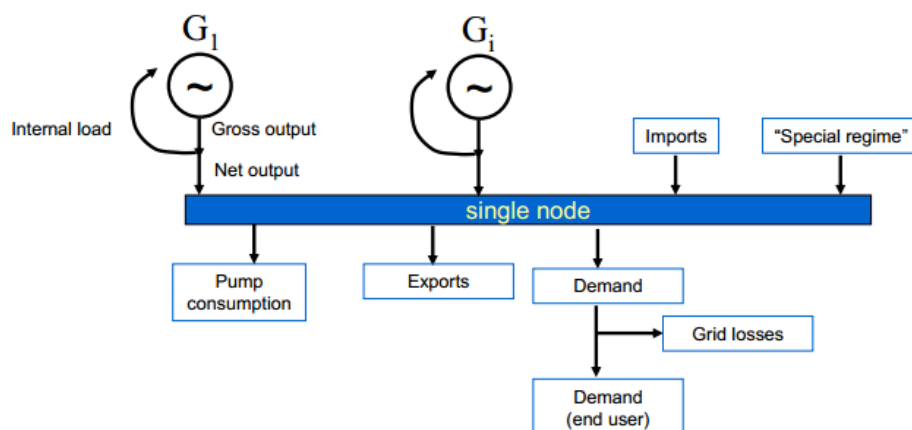 G1
Gi
~
~
Internal load
Gross output
Net output
Imports
“Special regime”
single node
Pump
consumption
Exports
Demand
Grid losses
Demand
(end user)